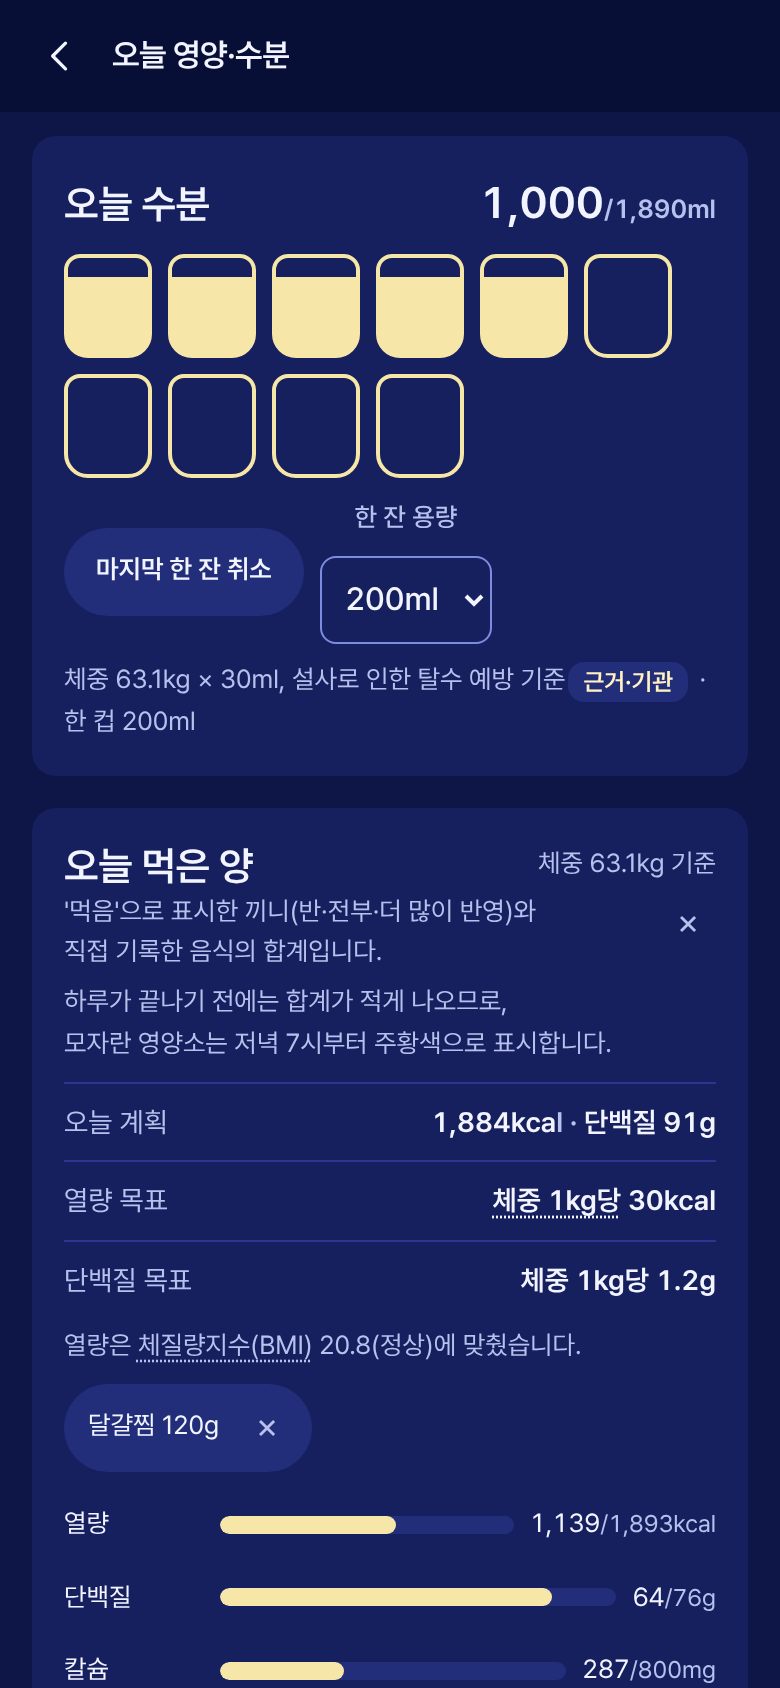 오늘 영양·수분
오늘 수분
1,000/1,890ml
한 잔 용량
마지막 한 잔 취소
200ml
체중 63.1kg × 30ml, 설사로 인한 탈수 예방 기준 근거·기관 ·
한 컵 200ml
오늘 먹은 양
체중 63.1kg 기준
'먹음'으로 표시한 끼니(반·전부·더 많이 반영)와
직접 기록한 음식의 합계입니다.
×
하루가 끝나기 전에는 합계가 적게 나오므로,
모자란 영양소는 저녁 7시부터 주황색으로 표시합니다.
오늘 계획 1,884kcal · 단백질 91g
열량 목표 체중 1kg당 30kcal
단백질 목표 체중 1kg당 1.2g
열량은 체질량지수(BMI) 20.8(정상)에 맞췄습니다.
달걀찜 120g ×
열량 1,139/1,893kcal
단백질 64/76g
칼슘 287/800mg